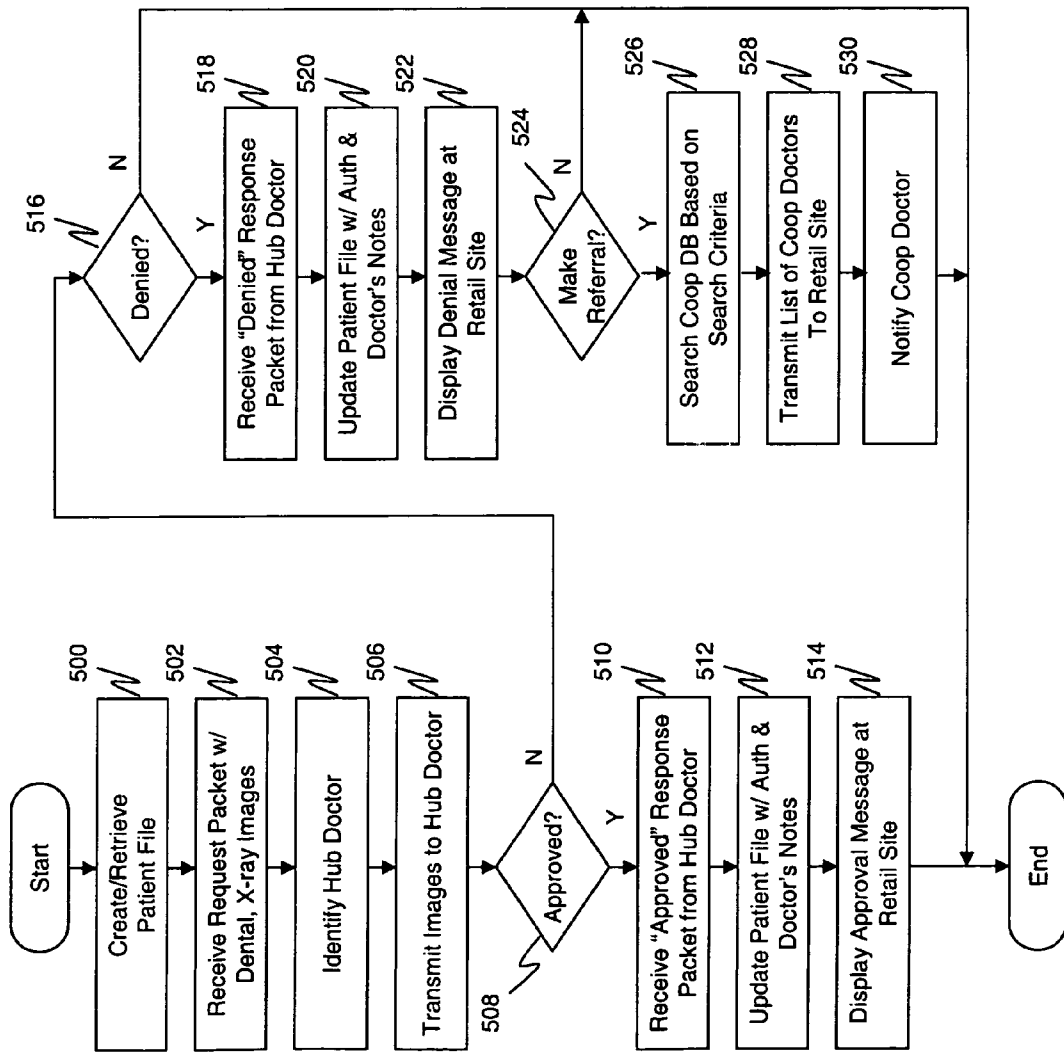 Start
Create/Retrieve
Patient File
500
Receive Request Packet w/
Dental, X-ray Images
502
Identify Hub Doctor
504
Transmit Images to Hub Doctor
506
Approved?
508
N
Y
Receive “Approved” Response
Packet from Hub Doctor
510
Update Patient File w/ Auth &
Doctor's Notes
512
Display Approval Message at
Retail Site
514
End
Denied?
516
N
Y
Receive “Denied” Response
Packet from Hub Doctor
518
Update Patient File w/ Auth &
Doctor's Notes
520
Display Denial Message at
Retail Site
522
Make
Referral?
524
N
Y
Search Coop DB Based on
Search Criteria
526
Transmit List of Coop Doctors
To Retail Site
528
Notify Coop Doctor
530